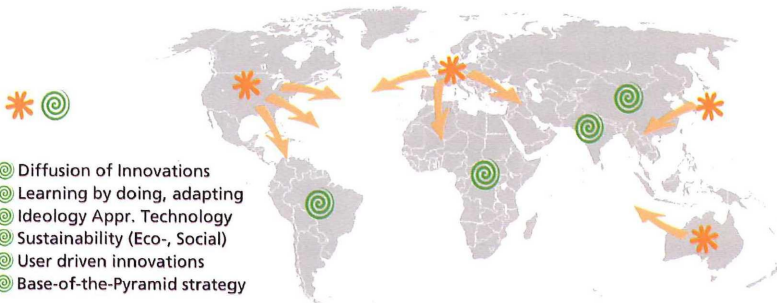 Diffusion of Innovations
Learning by doing, adapting
Ideology Appr. Technology
Sustainability (Eco-, Social)
User driven innovations
Base-of-the-Pyramid strategy